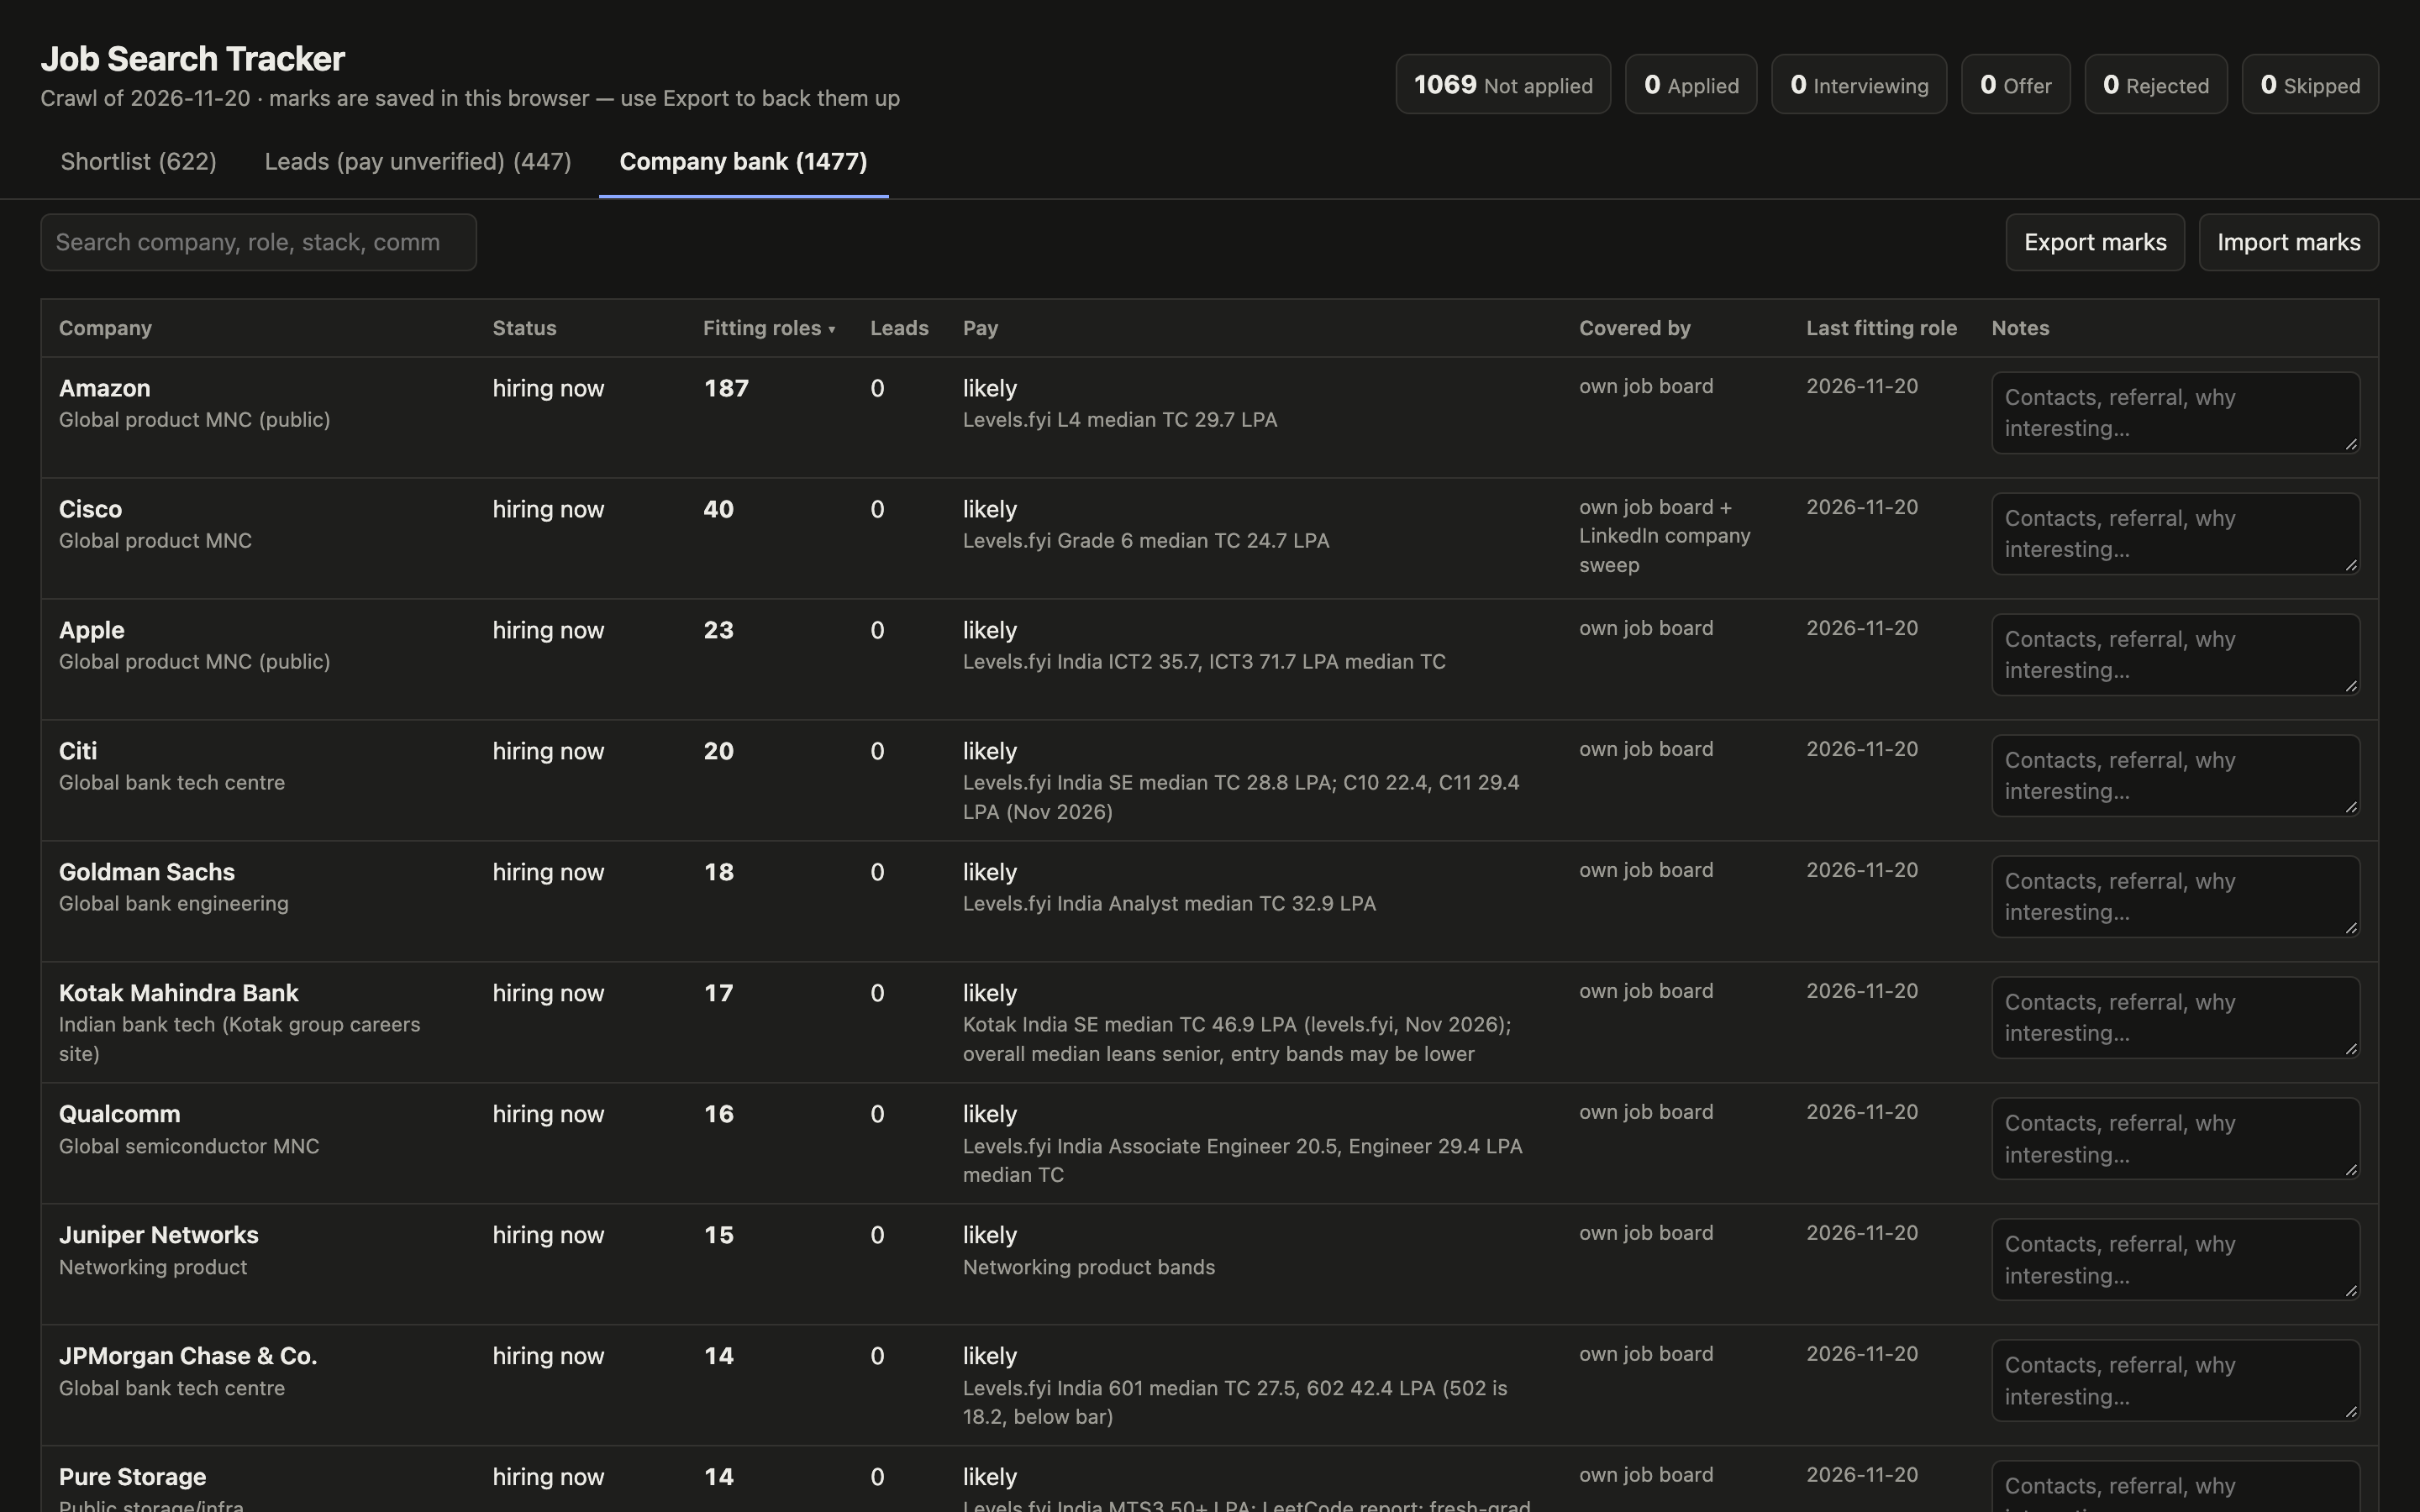 Job Search Tracker
Crawl of 2026-11-20 · marks are saved in this browser — use Export to back them up
1069 Not applied
0 Applied
0 Interviewing
0 Offer
0 Rejected
0 Skipped
Shortlist (622)
Leads (pay unverified) (447)
Company bank (1477)
Search company, role, stack, comm
Export marks
Import marks
Company Status Fitting roles ▾ Leads Pay Covered by Last fitting role Notes
Amazon
Global product MNC (public)
hiring now
187
0
likely
Levels.fyi L4 median TC 29.7 LPA
own job board
2026-11-20
Contacts, referral, why
interesting...
Cisco
Global product MNC
hiring now
40
0
likely
Levels.fyi Grade 6 median TC 24.7 LPA
own job board +
LinkedIn company
sweep
2026-11-20
Contacts, referral, why
interesting...
Apple
Global product MNC (public)
hiring now
23
0
likely
Levels.fyi India ICT2 35.7, ICT3 71.7 LPA median TC
own job board
2026-11-20
Contacts, referral, why
interesting...
Citi
Global bank tech centre
hiring now
20
0
likely
Levels.fyi India SE median TC 28.8 LPA; C10 22.4, C11 29.4
LPA (Nov 2026)
own job board
2026-11-20
Contacts, referral, why
interesting...
Goldman Sachs
Global bank engineering
hiring now
18
0
likely
Levels.fyi India Analyst median TC 32.9 LPA
own job board
2026-11-20
Contacts, referral, why
interesting...
Kotak Mahindra Bank
Indian bank tech (Kotak group careers
site)
hiring now
17
0
likely
Kotak India SE median TC 46.9 LPA (levels.fyi, Nov 2026);
overall median leans senior, entry bands may be lower
own job board
2026-11-20
Contacts, referral, why
interesting...
Qualcomm
Global semiconductor MNC
hiring now
16
0
likely
Levels.fyi India Associate Engineer 20.5, Engineer 29.4 LPA
median TC
own job board
2026-11-20
Contacts, referral, why
interesting...
Juniper Networks
Networking product
hiring now
15
0
likely
Networking product bands
own job board
2026-11-20
Contacts, referral, why
interesting...
JPMorgan Chase & Co.
Global bank tech centre
hiring now
14
0
likely
Levels.fyi India 601 median TC 27.5, 602 42.4 LPA (502 is
18.2, below bar)
own job board
2026-11-20
Contacts, referral, why
interesting...
Pure Storage
Public storage/infra
hiring now
14
0
likely
Levels.fyi India MTS3 50+ LPA; LeetCode report: fresh-grad
own job board
2026-11-20
Contacts, referral, why